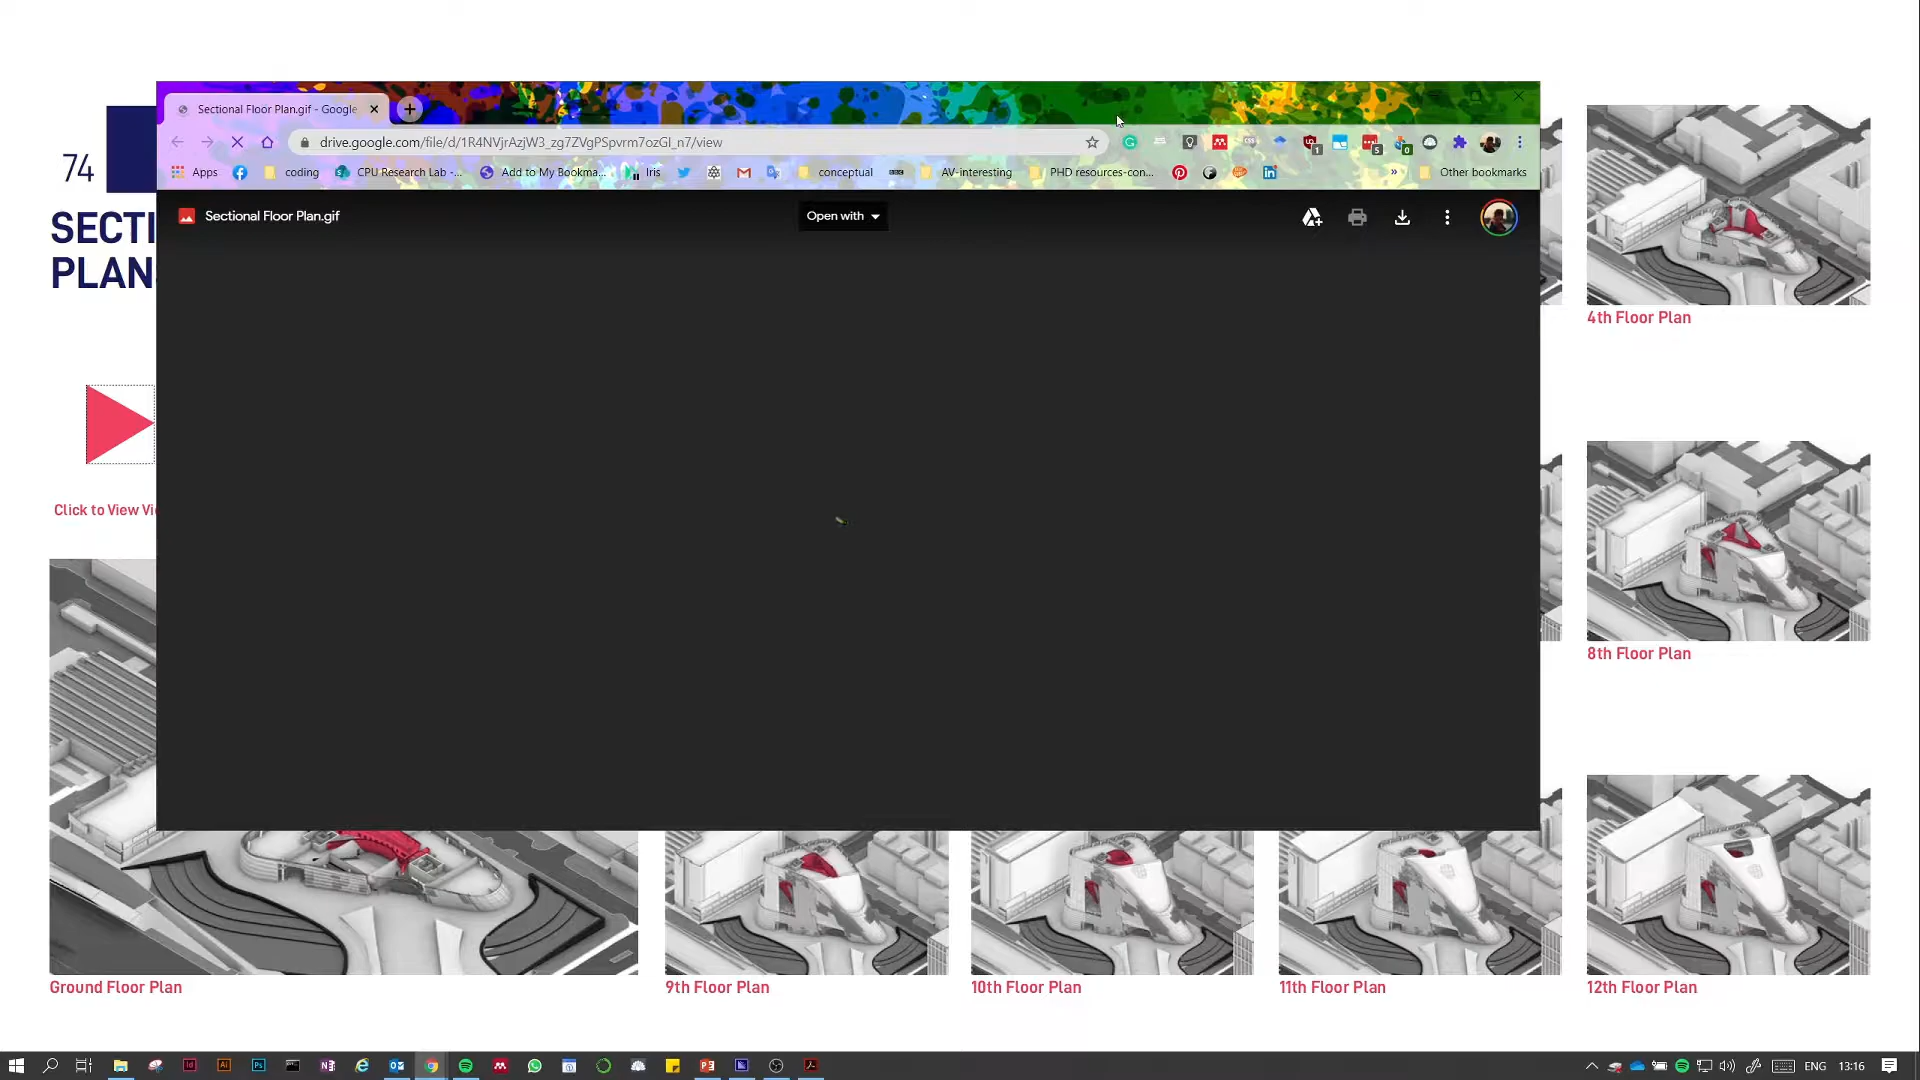 Sectional Floor Plan.gif - Google
drive.google.com/file/d/1R4NVjrAzjW3_zg7ZVgPSpvrm7ozGl_n7/view
1
5
0
Apps
coding
CPU Research Lab -...
Add to My Bookma...
Iris
conceptual
AV-interesting
PHD resources-con...
»
Other bookmarks
Sectional Floor Plan.gif
Open with
74
SECTI
PLAN
Click to View Vi
4th Floor Plan
8th Floor Plan
Ground Floor Plan
9th Floor Plan
10th Floor Plan
11th Floor Plan
12th Floor Plan
ENG
13:16